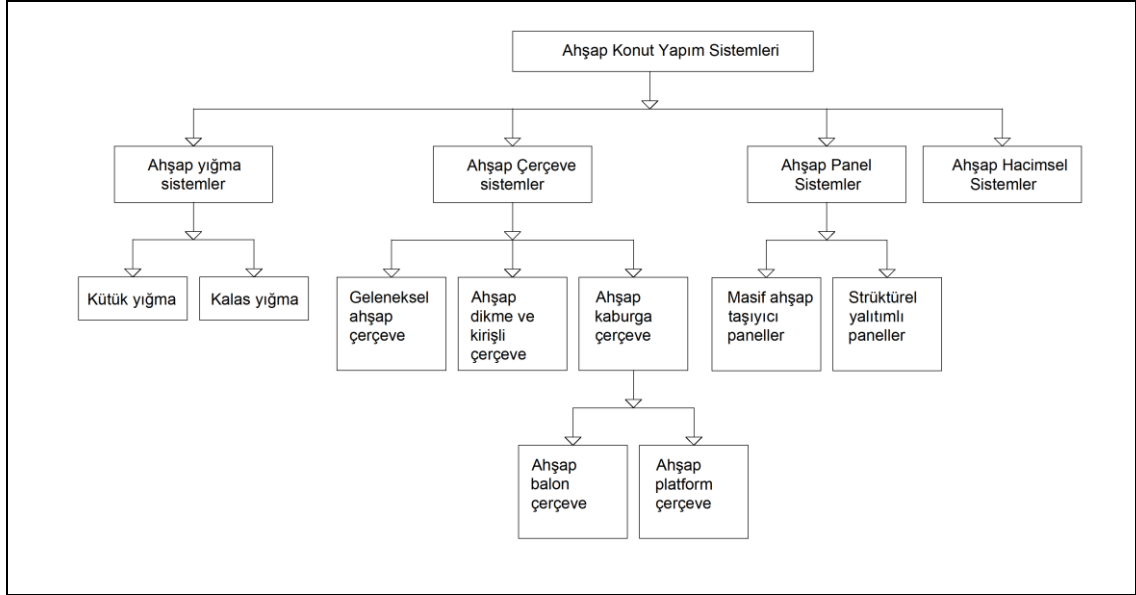 Ahşap Konut Yapım Sistemleri
Ahşap yığma
sistemler
Ahşap Çerçeve
sistemler
Ahşap Panel
Sistemler
Ahşap Hacimsel
Sistemler
Kütük yığma
Kalas yığma
Geleneksel
ahşap
çerçeve
Ahşap
dikme ve
kirişli
çerçeve
Ahşap
kaburga
çerçeve
Masif ahşap
taşıyıcı
paneller
Strüktürel
yalıtımlı
paneller
Ahşap
balon
çerçeve
Ahşap
platform
çerçeve